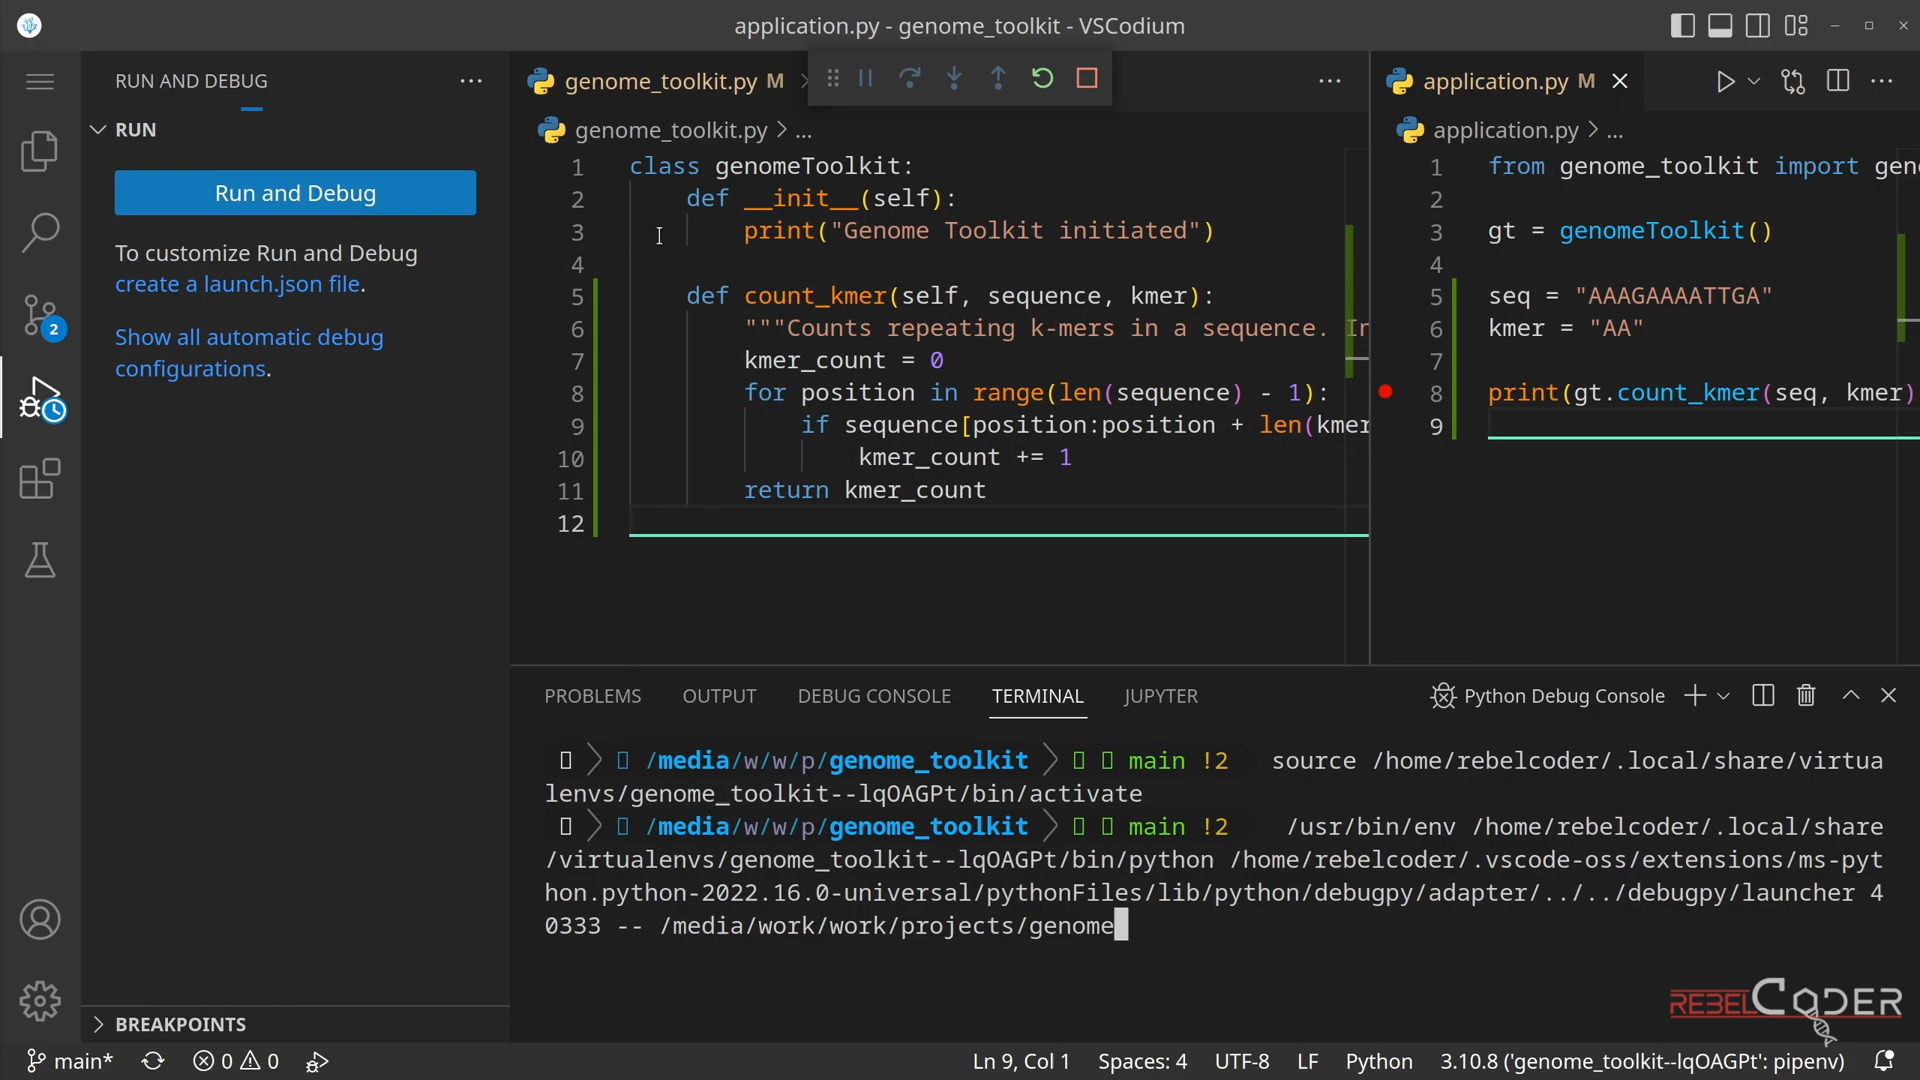 application.py - genome_toolkit - VSCodium
RUN AND DEBUG
RUN
Run and Debug
To customize Run and Debug
create a launch.json file.
Show all automatic debug
configurations.
2
BREAKPOINTS
genome_toolkit.py M
genome_toolkit.py > ...
1 class genomeToolkit:
2 def __init__(self):
3 print("Genome Toolkit initiated")
4
5 def count_kmer(self, sequence, kmer):
6 """Counts repeating k-mers in a sequence. In
7 kmer_count = 0
8 for position in range(len(sequence) - 1):
9 if sequence[position:position + len(kmer
10 kmer_count += 1
11 return kmer_count
12
application.py M
application.py > ...
1 from genome_toolkit import gen
2
3 gt = genomeToolkit()
4
5 seq = "AAAGAAAATTGA"
6 kmer = "AA"
7
8 print(gt.count_kmer(seq, kmer)
9
PROBLEMS OUTPUT DEBUG CONSOLE TERMINAL JUPYTER Python Debug Console
/media/w/w/p/genome_toolkit main !2 source /home/rebelcoder/.local/share/virtua
lenvs/genome_toolkit--lqOAGPt/bin/activate
/media/w/w/p/genome_toolkit main !2 /usr/bin/env /home/rebelcoder/.local/share
/virtualenvs/genome_toolkit--lqOAGPt/bin/python /home/rebelcoder/.vscode-oss/extensions/ms-pyt
hon.python-2022.16.0-universal/pythonFiles/lib/python/debugpy/adapter/../../debugpy/launcher 4
0333 -- /media/work/work/projects/genome
REBELCODER
main* 0 0 Ln 9, Col 1 Spaces: 4 UTF-8 LF Python 3.10.8 ('genome_toolkit--lqOAGPt': pipenv)